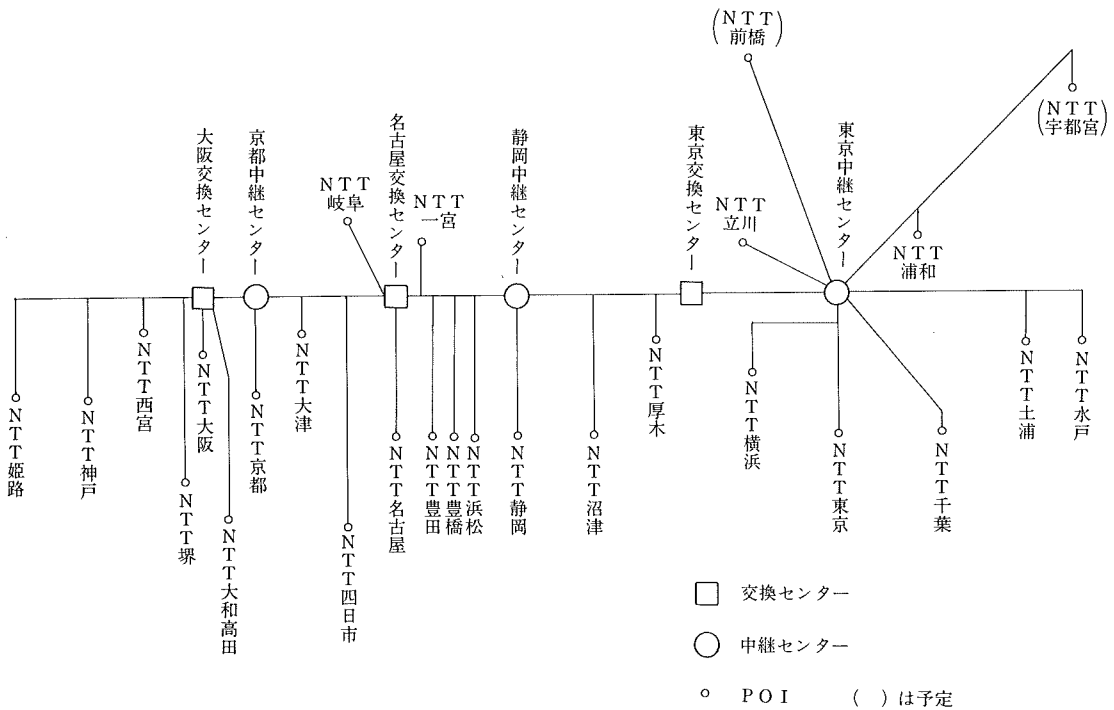 (NTT
前橋)
(NTT
宇都宮)
大阪交換センター
京都中継センター
名古屋交換センター
静岡中継センター
東京交換センター
東京中継センター
NTT
岐阜
NTT
一宮
NTT
立川
NTT
浦和
NTT姫路
NTT神戸
NTT西宮
NTT堺
NTT大阪
NTT大和高田
NTT京都
NTT大津
NTT四日市
NTT名古屋
NTT豊田
NTT豊橋
NTT浜松
NTT静岡
NTT沼津
NTT厚木
NTT横浜
NTT東京
NTT千葉
NTT土浦
NTT水戸
交換センター
中継センター
POI ( )は予定